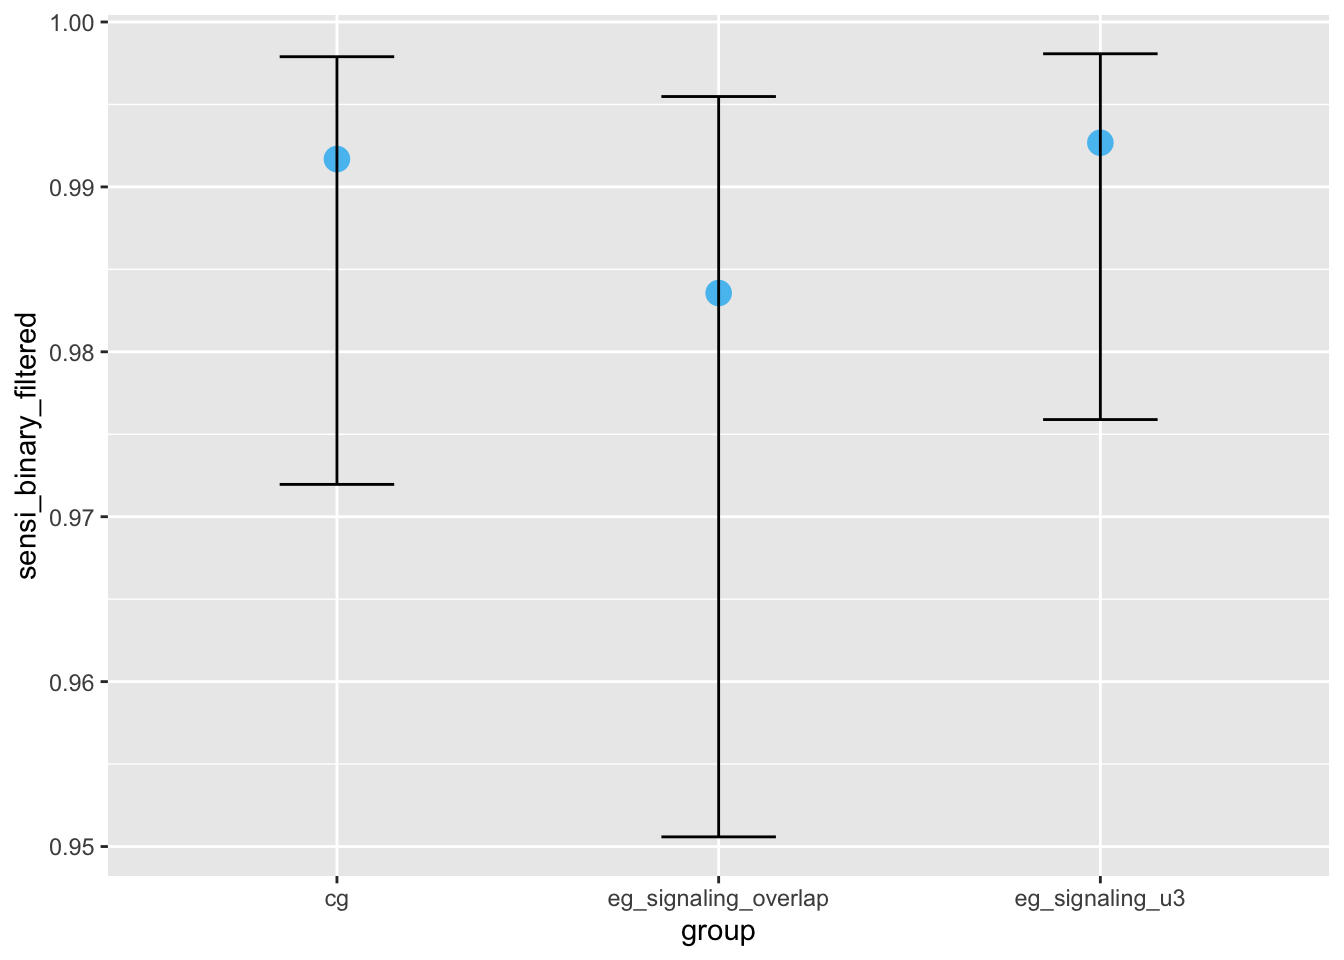 sensi_binary_filtered
1.00
0.99
0.98
0.97
0.96
0.95
cg
eg_signaling_overlap
eg_signaling_u3
group